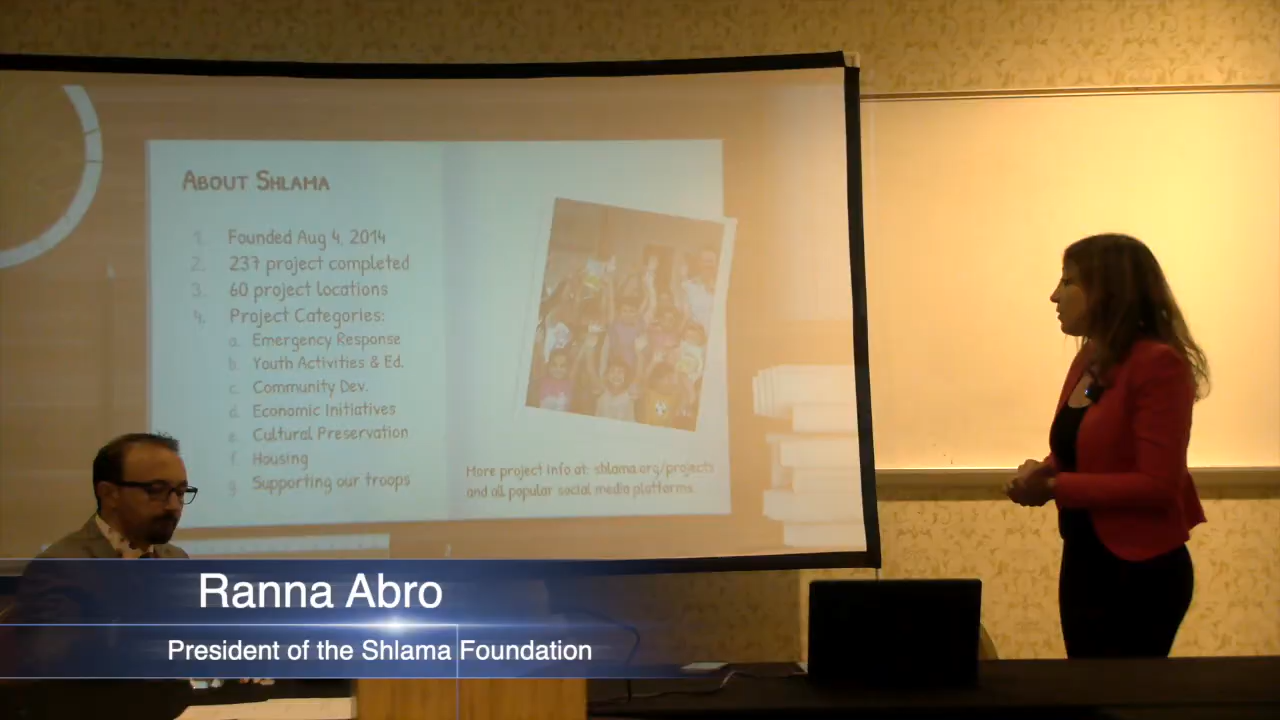 About Shlama
1. Founded Aug 4, 2014
2. 237 project completed
3. 60 project locations
4. Project Categories:
a. Emergency Response
b. Youth Activities & Ed.
c. Community Dev.
d. Economic Initiatives
e. Cultural Preservation
f. Housing
g. Supporting our troops
More project info at: shlama.org/projects
and all popular social media platforms.
Ranna Abro
President of the Shlama Foundation